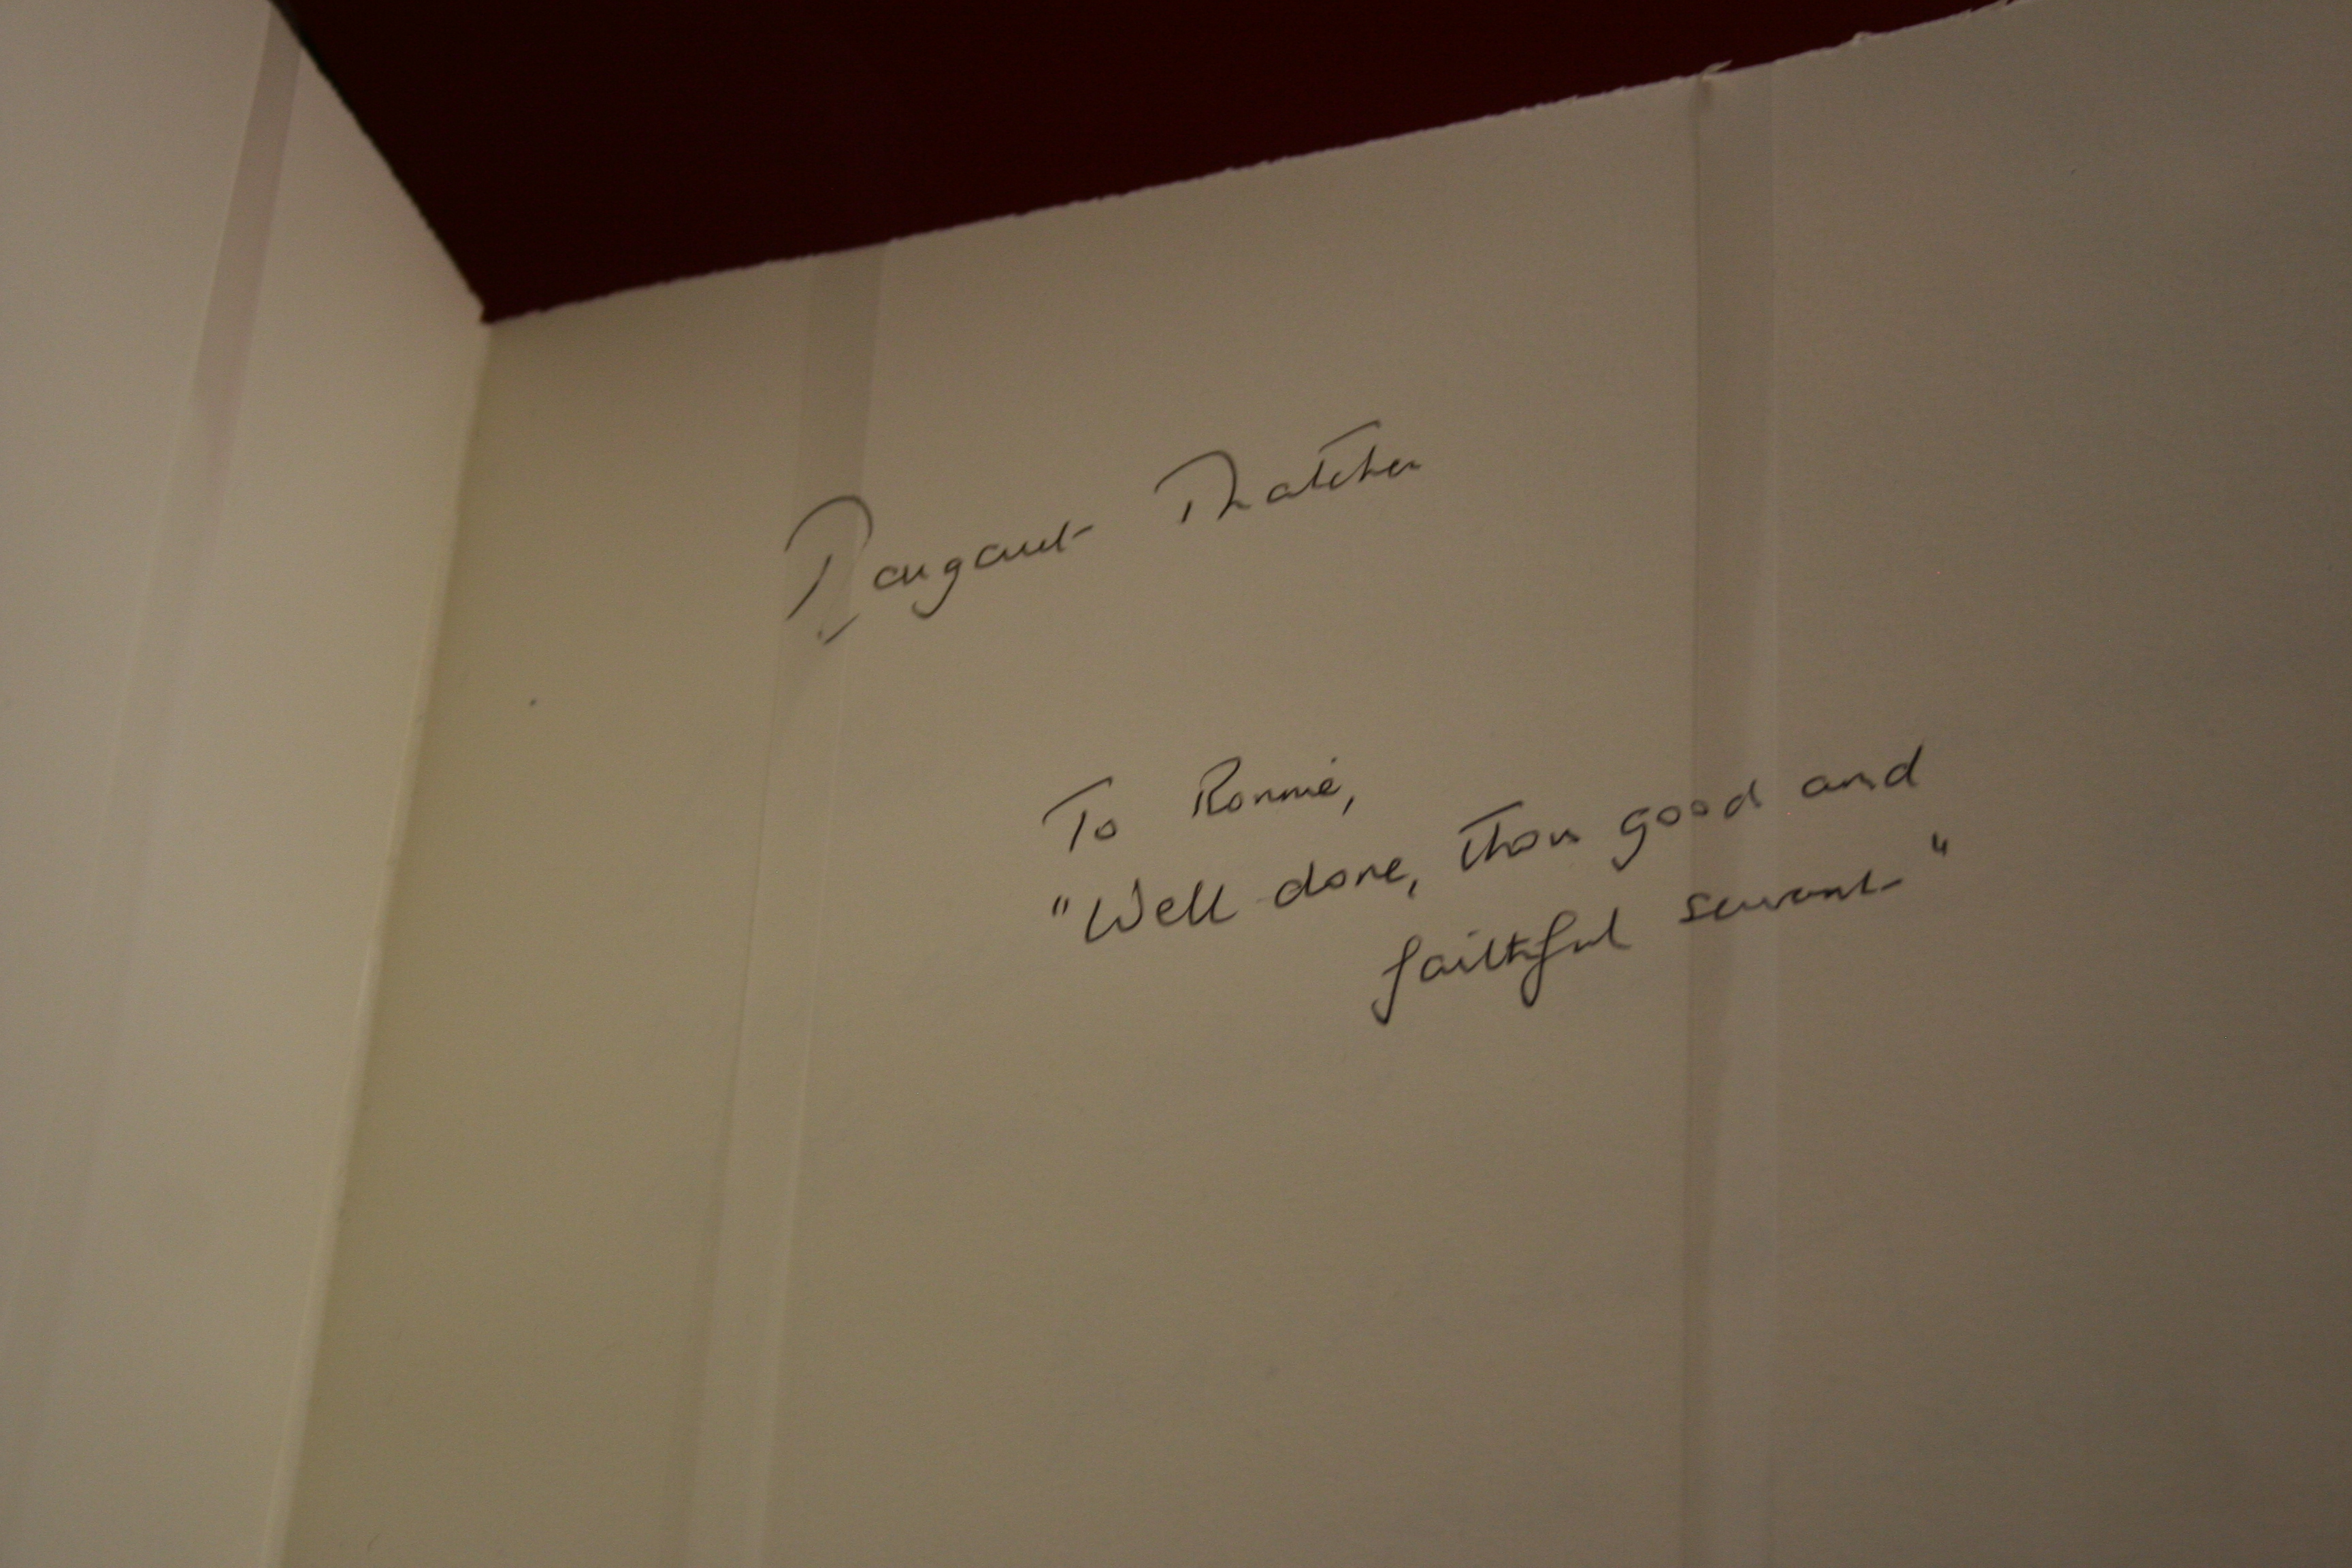 Margaret Thatcher
To Ronnie,
"Well done, thou good and
faithful servant"